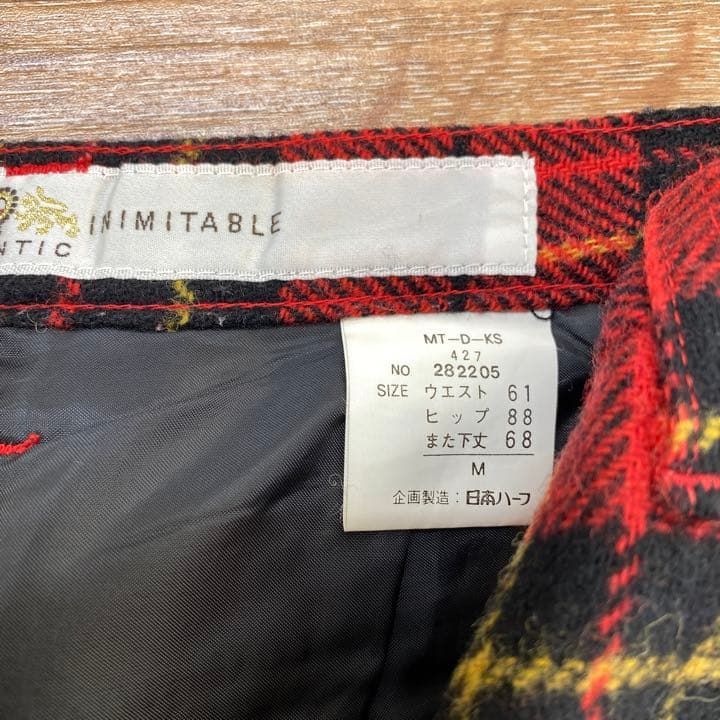 INIMITABLE
NTIC
MT-D-KS
427
NO 282205
SIZE ウエスト 61
ヒップ 88
また下丈 68
M
企画製造：日本ハーフ